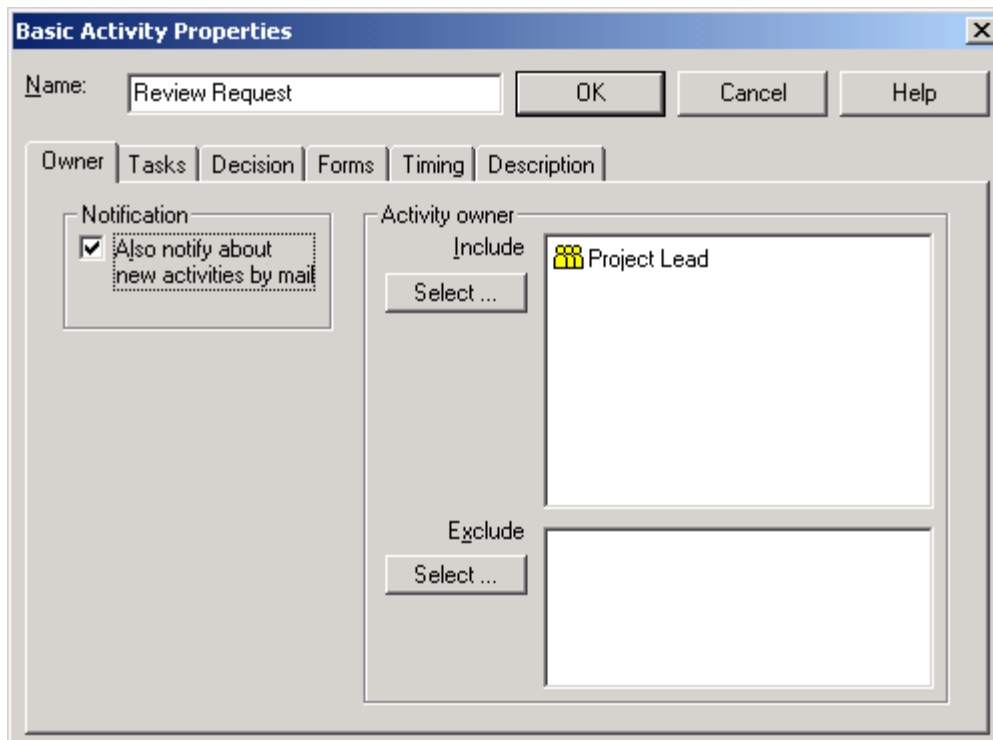 Basic Activity Properties
Name: Review Request OK Cancel Help
Owner Tasks Decision Forms Timing Description
Notification
Also notify about
new activities by mail
Activity owner
Include
Select ...
Project Lead
Exclude
Select ...